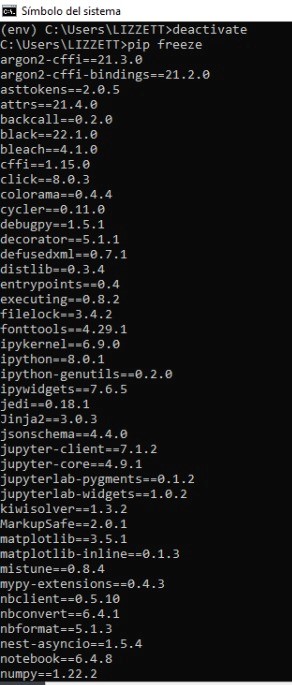 Símbolo del sistema
(env) C:\Users\LIZZETT>deactivate
C:\Users\LIZZETT>pip freeze
argon2-cffi==21.3.0
argon2-cffi-bindings==21.2.0
asttokens==2.0.5
attrs==21.4.0
backcall==0.2.0
black==22.1.0
bleach==4.1.0
cffi==1.15.0
click==8.0.3
colorama==0.4.4
cycler==0.11.0
debugpy==1.5.1
decorator==5.1.1
defusedxml==0.7.1
distlib==0.3.4
entrypoints==0.4
executing==0.8.2
filelock==3.4.2
fonttools==4.29.1
ipykernel==6.9.0
ipython==8.0.1
ipython-genutils==0.2.0
ipywidgets==7.6.5
jedi==0.18.1
Jinja2==3.0.3
jsonschema==4.4.0
jupyter-client==7.1.2
jupyter-core==4.9.1
jupyterlab-pygments==0.1.2
jupyterlab-widgets==1.0.2
kiwisolver==1.3.2
MarkupSafe==2.0.1
matplotlib==3.5.1
matplotlib-inline==0.1.3
mistune==0.8.4
mypy-extensions==0.4.3
nbclient==0.5.10
nbconvert==6.4.1
nbformat==5.1.3
nest-asyncio==1.5.4
notebook==6.4.8
numpy==1.22.2